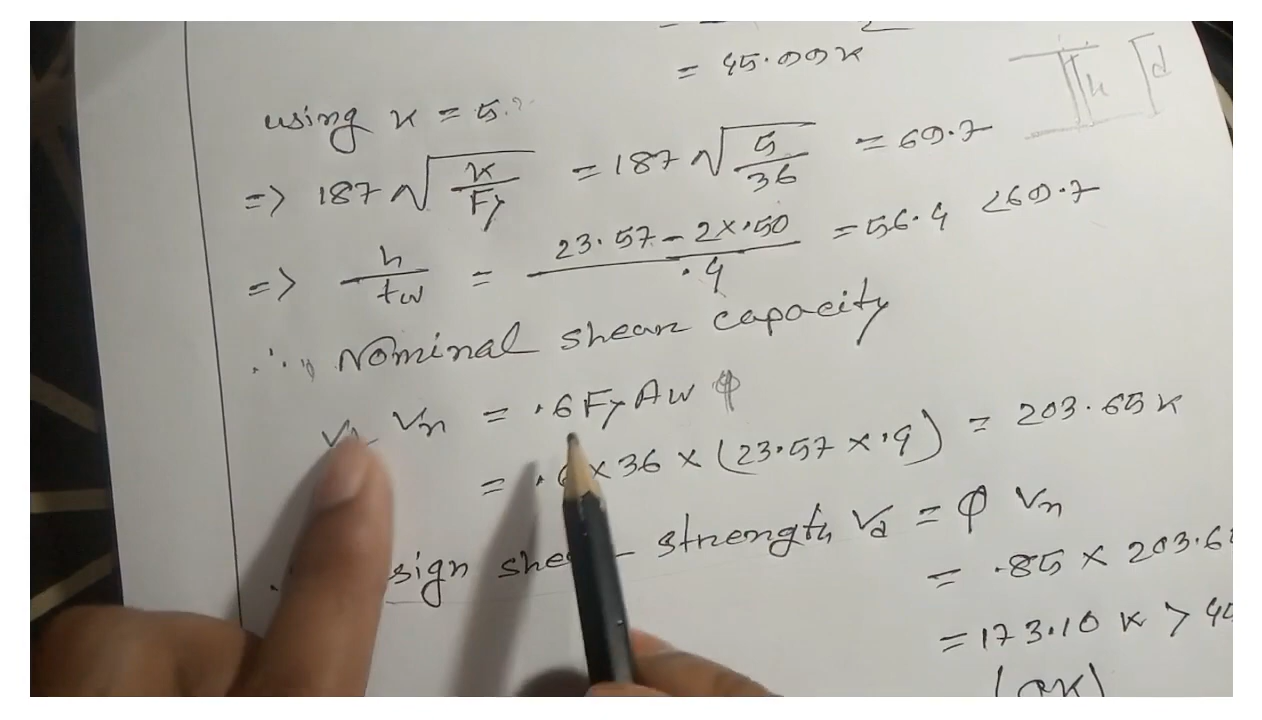 = 45.99 K
using K = 5.
=> 187 √(K/Fy) = 187 √(5/36) = 69.7
=> h/tw = (23.57 - 2×.50)/.4 = 56.4 < 69.7
h d
∴ Nominal shear capacity
Vn = .6 Fy Aw φ
= .6 × 36 × (23.57 × .4) = 203.65 K
sign she strength Vd = φ Vn
= .85 × 203.6
= 173.10 K > 4
(OK)